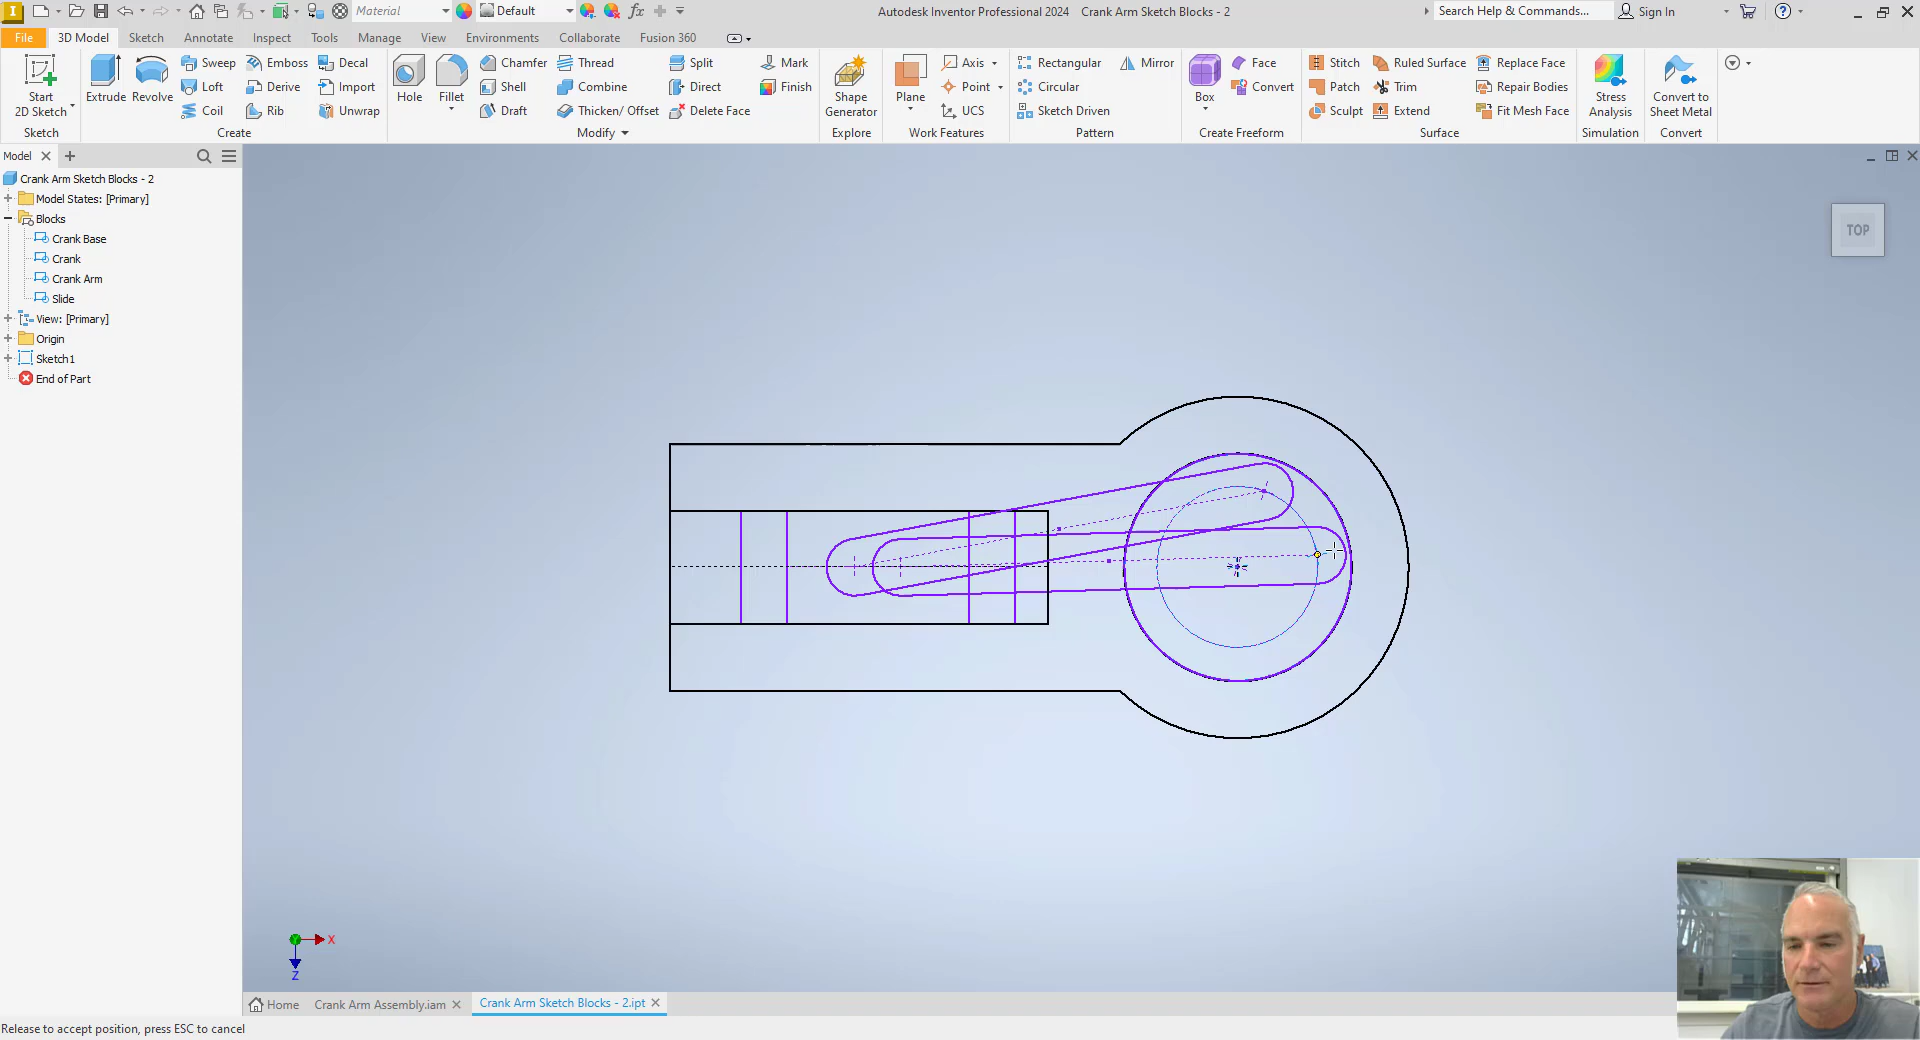 Material
Default
fx
Autodesk Inventor Professional 2024 Crank Arm Sketch Blocks - 2
Search Help & Commands...
Sign In
File 3D Model Sketch Annotate Inspect Tools Manage View Environments Collaborate Fusion 360
Start
2D Sketch
Sketch
Extrude
Revolve
Sweep
Loft
Coil
Emboss
Derive
Rib
Decal
Import
Unwrap
Create
Hole
Fillet
Chamfer
Shell
Draft
Thread
Combine
Thicken/ Offset
Split
Direct
Delete Face
Mark
Finish
Modify
Shape
Generator
Explore
Plane
Axis
Point
UCS
Work Features
Rectangular
Circular
Sketch Driven
Mirror
Pattern
Box
Face
Convert
Create Freeform
Stitch
Patch
Sculpt
Ruled Surface
Trim
Extend
Replace Face
Repair Bodies
Fit Mesh Face
Surface
Stress
Analysis
Simulation
Convert to
Sheet Metal
Convert
Model
Crank Arm Sketch Blocks - 2
Model States: [Primary]
Blocks
Crank Base
Crank
Crank Arm
Slide
View: [Primary]
Origin
Sketch1
End of Part
TOP
X
Z
Home Crank Arm Assembly.iam Crank Arm Sketch Blocks - 2.ipt
Release to accept position, press ESC to cancel